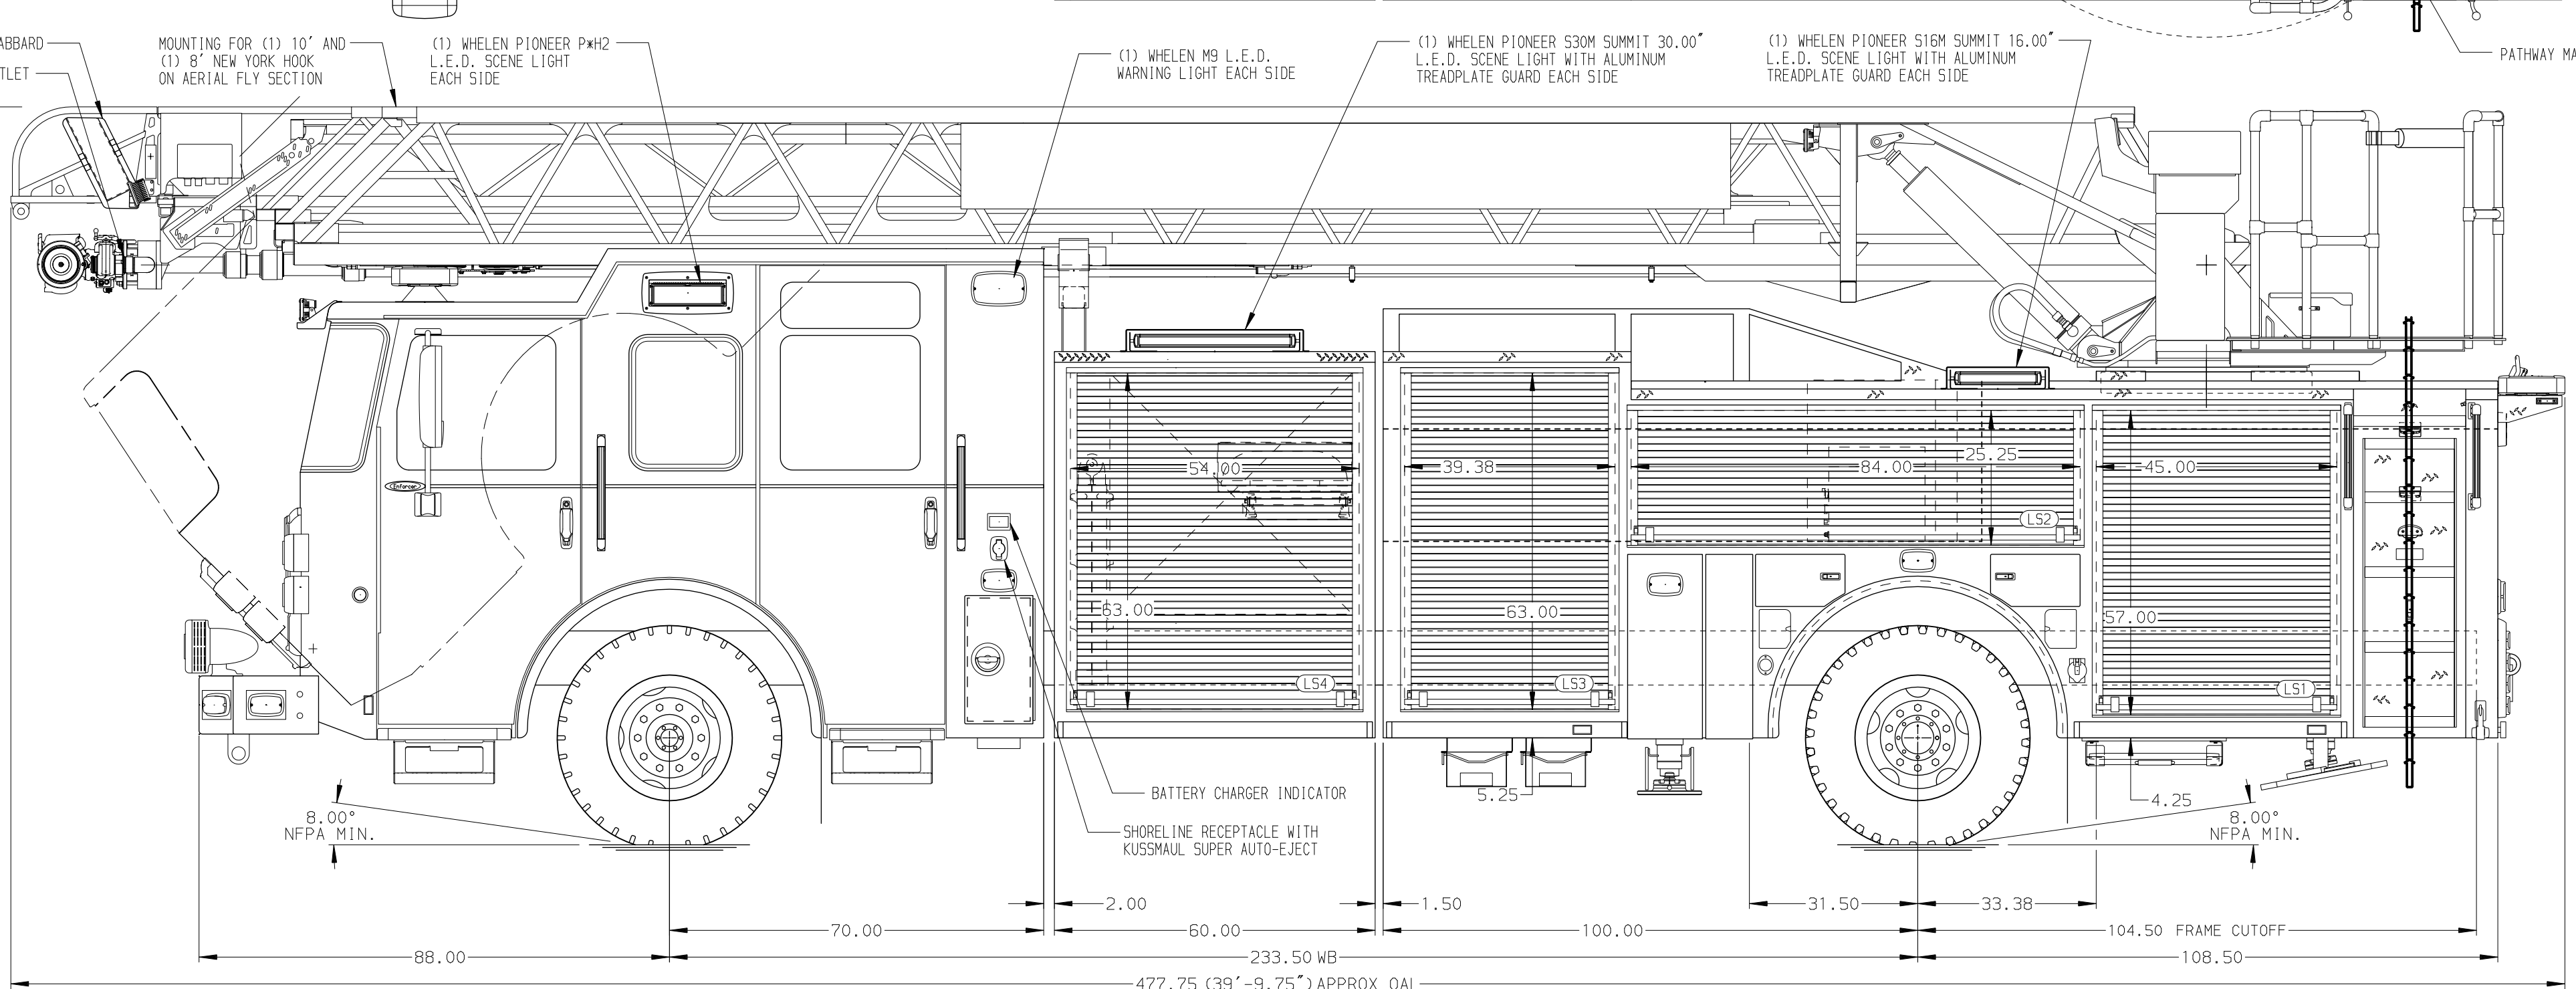 ABBARD
TLET
MOUNTING FOR (1) 10' AND
(1) 8' NEW YORK HOOK
ON AERIAL FLY SECTION
(1) WHELEN PIONEER P*H2
L.E.D. SCENE LIGHT
EACH SIDE
(1) WHELEN M9 L.E.D.
WARNING LIGHT EACH SIDE
(1) WHELEN PIONEER S30M SUMMIT 30.00"
L.E.D. SCENE LIGHT WITH ALUMINUM
TREADPLATE GUARD EACH SIDE
(1) WHELEN PIONEER S16M SUMMIT 16.00"
L.E.D. SCENE LIGHT WITH ALUMINUM
TREADPLATE GUARD EACH SIDE
PATHWAY MA
Enforcer
54.00
39.38
84.00
25.25
45.00
LS2
63.00
63.00
57.00
LS4
LS3
LS1
BATTERY CHARGER INDICATOR
SHORELINE RECEPTACLE WITH
KUSSMAUL SUPER AUTO-EJECT
5.25
4.25
8.00°
NFPA MIN.
8.00°
NFPA MIN.
2.00
1.50
31.50
33.38
70.00
60.00
100.00
104.50 FRAME CUTOFF
88.00
233.50 WB
108.50
477.75 (39'-9.75") APPROX OAL